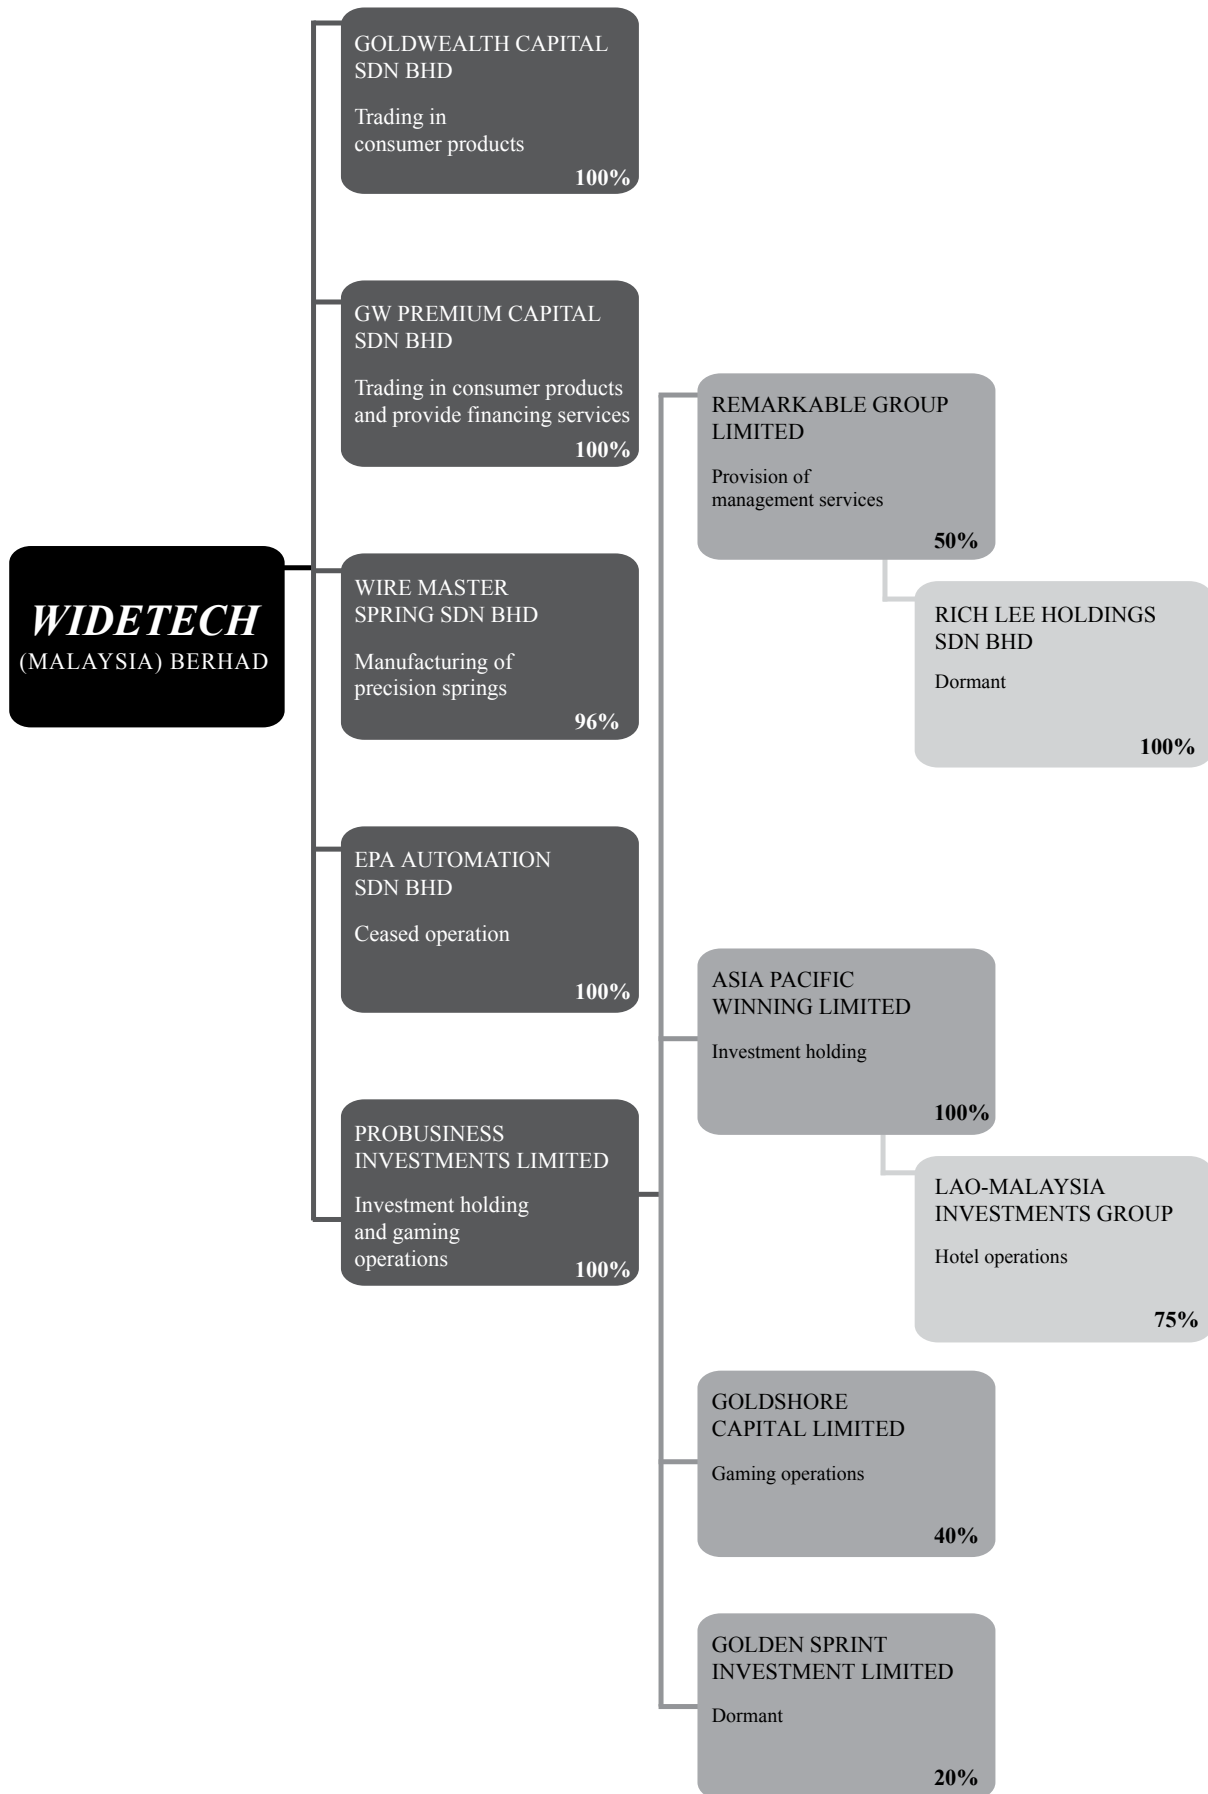 GOLDWEALTH CAPITAL
SDN BHD
Trading in
consumer products
100%
GW PREMIUM CAPITAL
SDN BHD
Trading in consumer products
and provide financing services
100%
WIDETECH
(MALAYSIA) BERHAD
WIRE MASTER
SPRING SDN BHD
Manufacturing of
precision springs
96%
EPA AUTOMATION
SDN BHD
Ceased operation
100%
PROBUSINESS
INVESTMENTS LIMITED
Investment holding
and gaming
operations
100%
REMARKABLE GROUP
LIMITED
Provision of
management services
50%
RICH LEE HOLDINGS
SDN BHD
Dormant
100%
ASIA PACIFIC
WINNING LIMITED
Investment holding
100%
LAO-MALAYSIA
INVESTMENTS GROUP
Hotel operations
75%
GOLDSHORE
CAPITAL LIMITED
Gaming operations
40%
GOLDEN SPRINT
INVESTMENT LIMITED
Dormant
20%